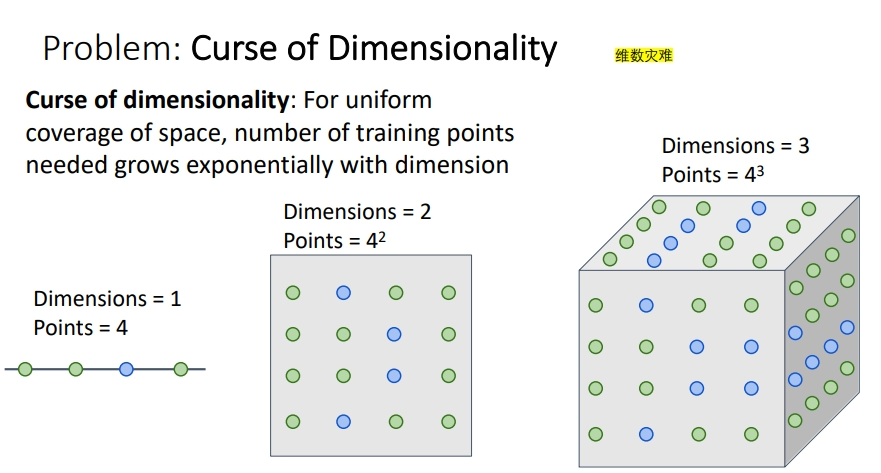 Problem: Curse of Dimensionality
维数灾难
Curse of dimensionality: For uniform
coverage of space, number of training points
needed grows exponentially with dimension
Dimensions = 1
Points = 4
Dimensions = 2
Points = 4²
Dimensions = 3
Points = 4³